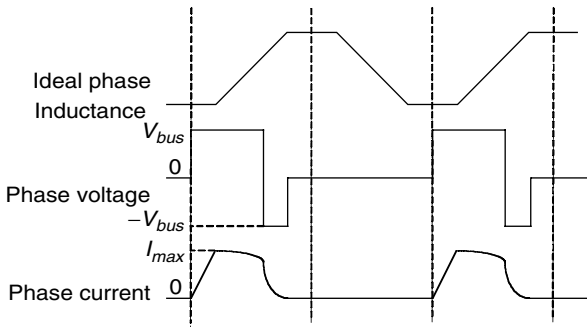 Ideal phase
Inductance
V_bus
0
Phase voltage
−V_bus
I_max
Phase current 0